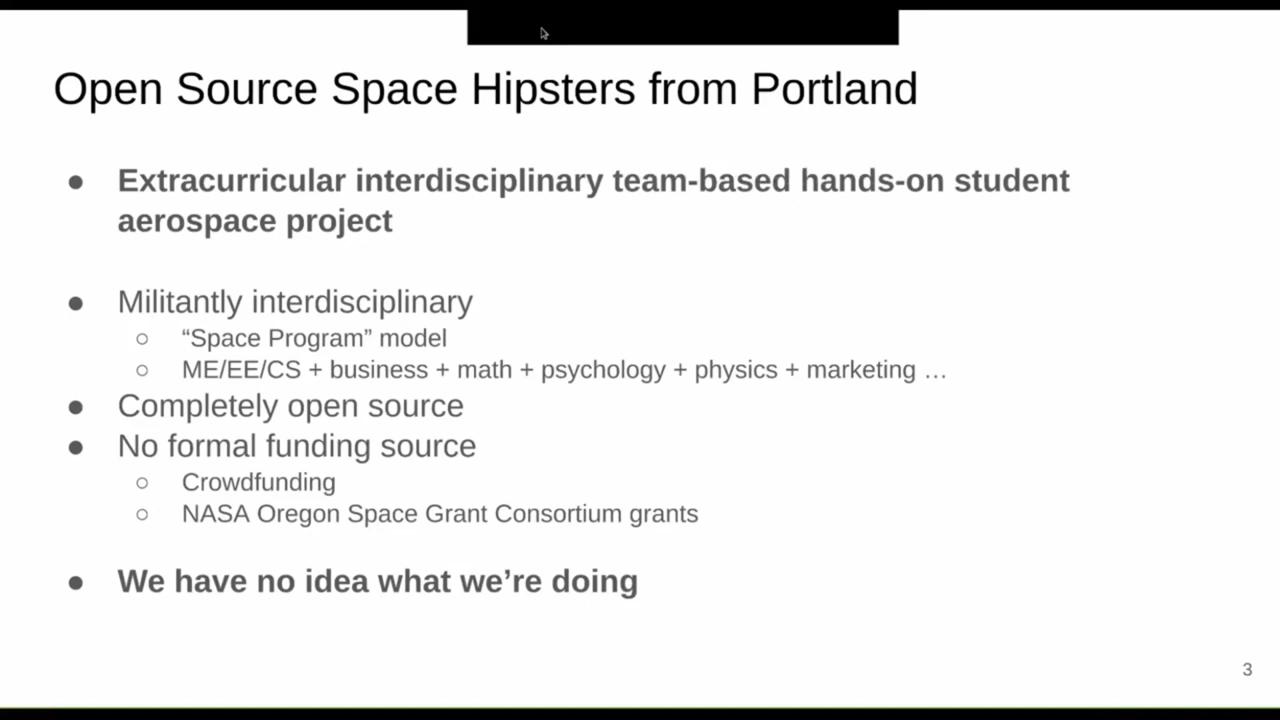 Open Source Space Hipsters from Portland
● Extracurricular interdisciplinary team-based hands-on student
aerospace project
● Militantly interdisciplinary
○ “Space Program” model
○ ME/EE/CS + business + math + psychology + physics + marketing …
● Completely open source
● No formal funding source
○ Crowdfunding
○ NASA Oregon Space Grant Consortium grants
● We have no idea what we’re doing
3